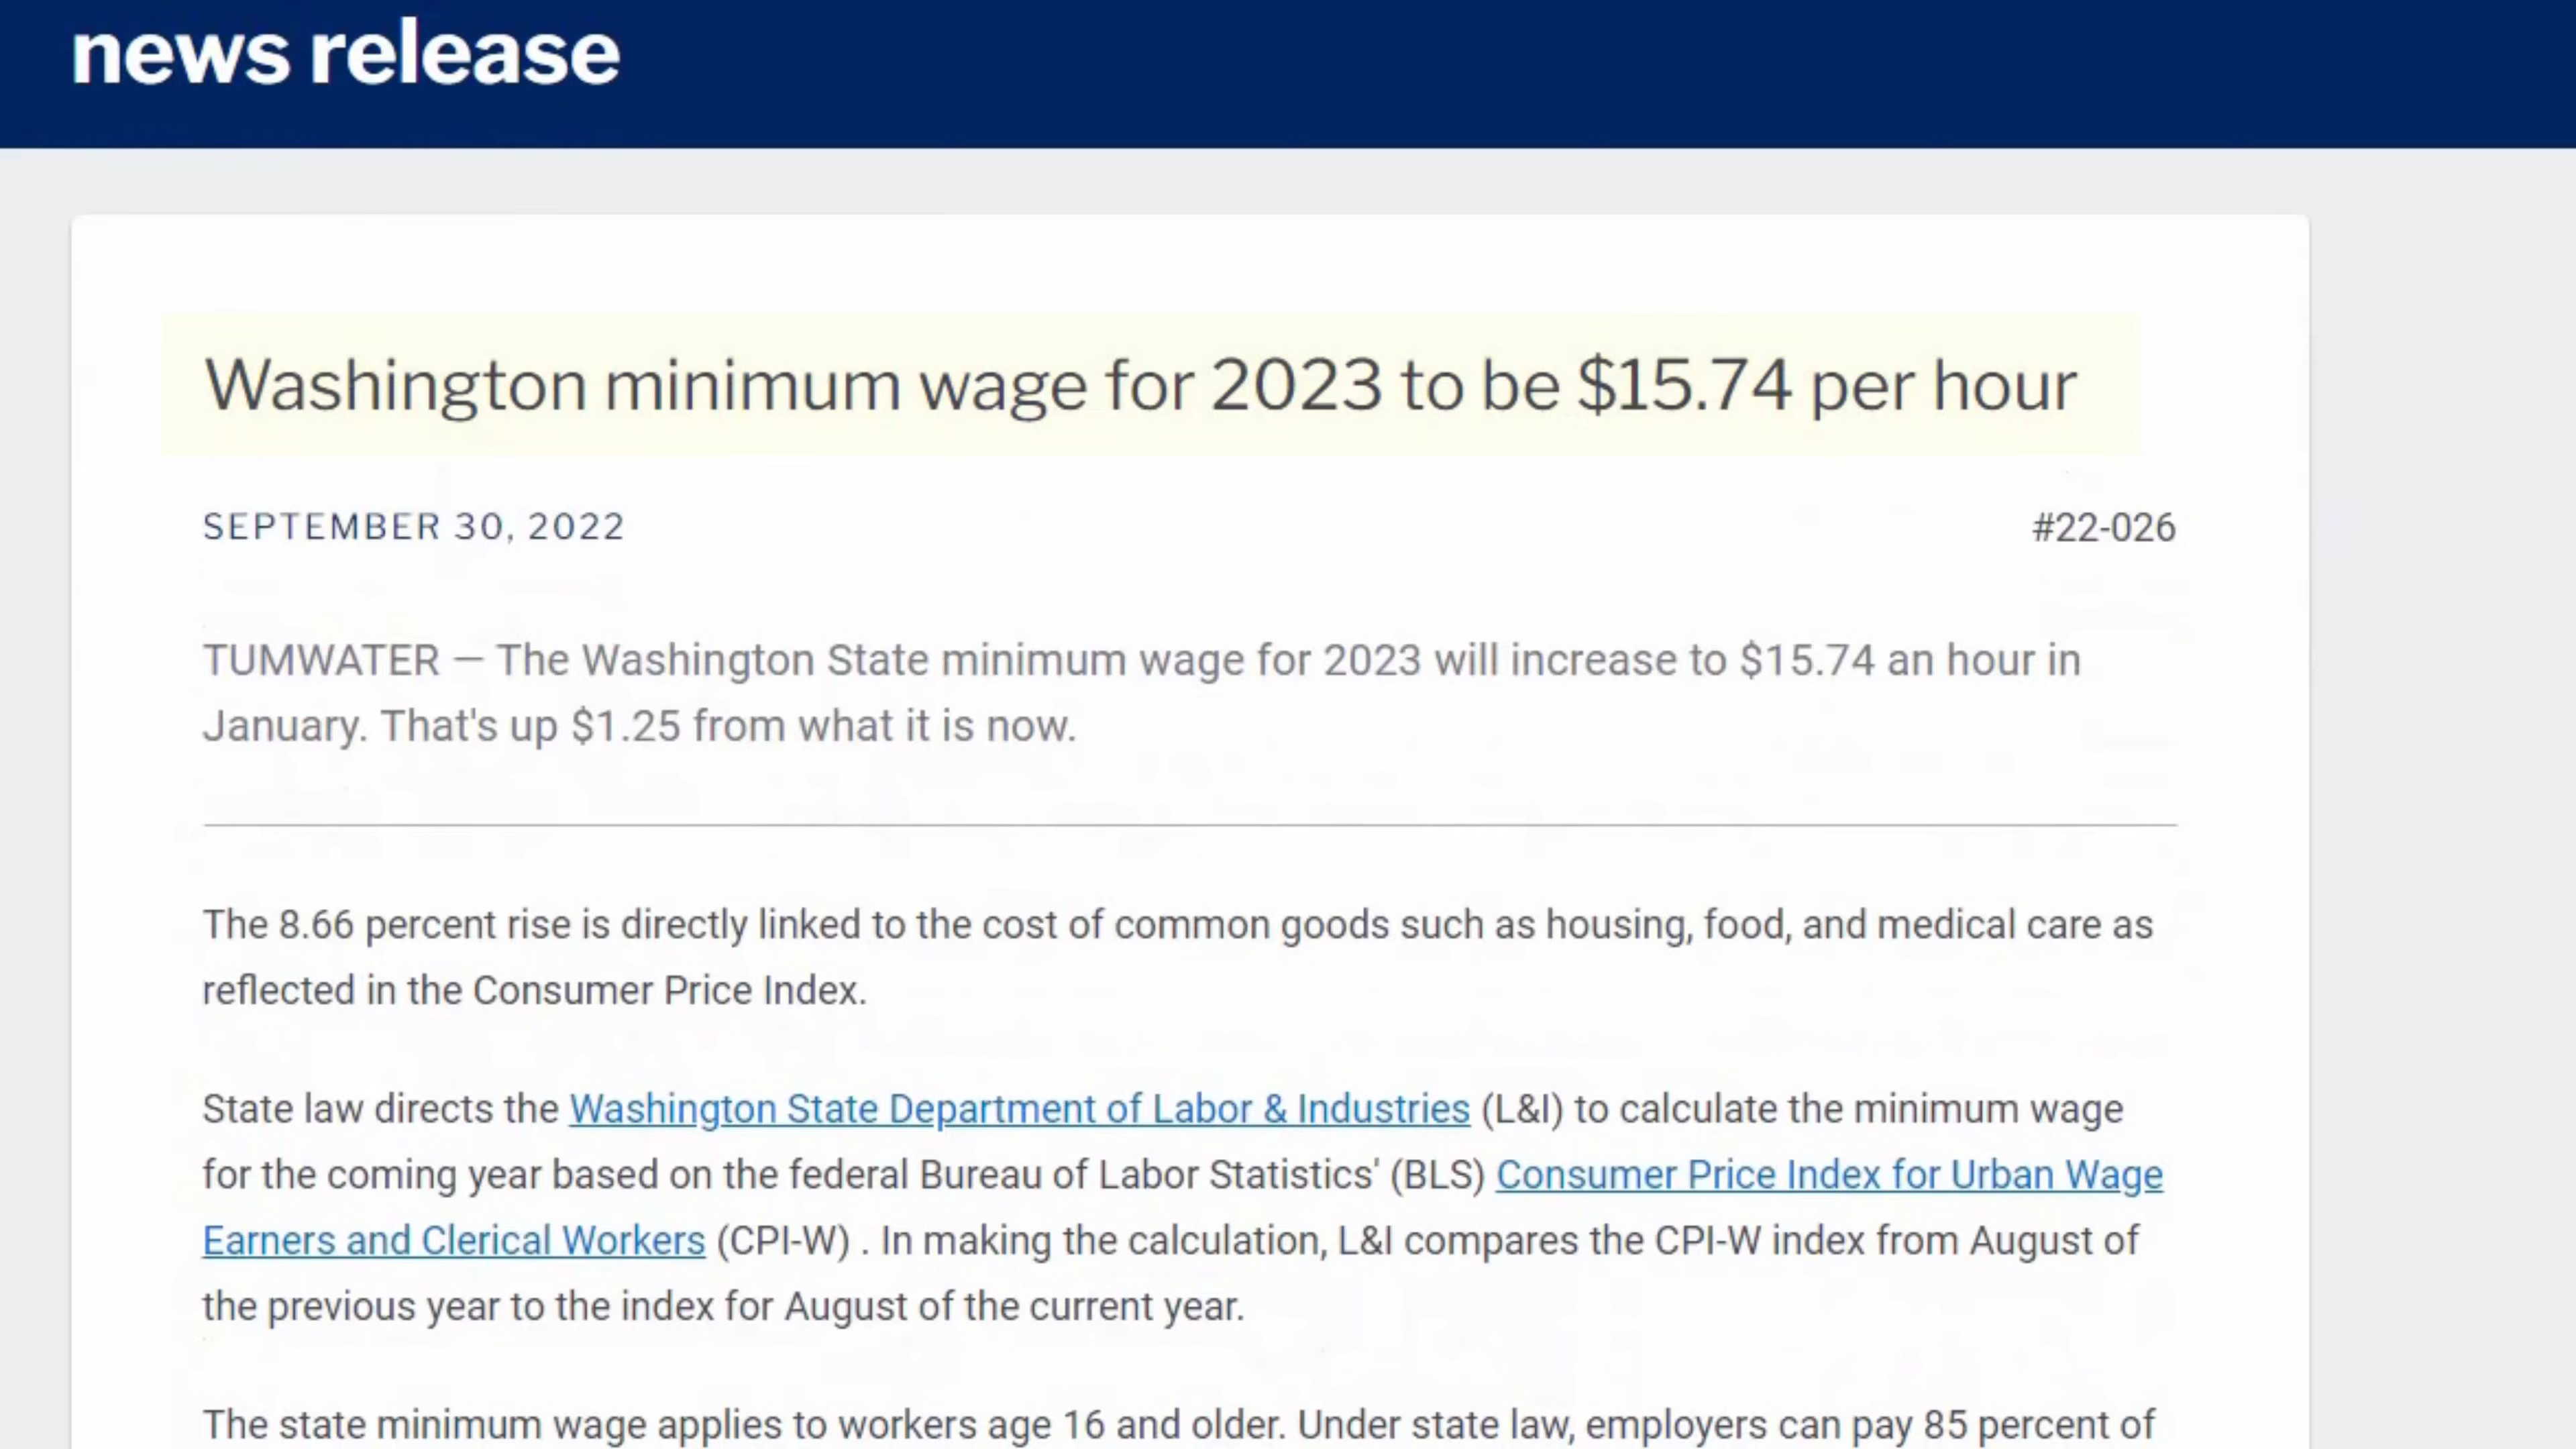 news release
Washington minimum wage for 2023 to be $15.74 per hour
SEPTEMBER 30, 2022
#22-026
TUMWATER — The Washington State minimum wage for 2023 will increase to $15.74 an hour in
January. That's up $1.25 from what it is now.
The 8.66 percent rise is directly linked to the cost of common goods such as housing, food, and medical care as
reflected in the Consumer Price Index.
State law directs the Washington State Department of Labor & Industries (L&I) to calculate the minimum wage
for the coming year based on the federal Bureau of Labor Statistics' (BLS) Consumer Price Index for Urban Wage
Earners and Clerical Workers (CPI-W) . In making the calculation, L&I compares the CPI-W index from August of
the previous year to the index for August of the current year.
The state minimum wage applies to workers age 16 and older. Under state law, employers can pay 85 percent of